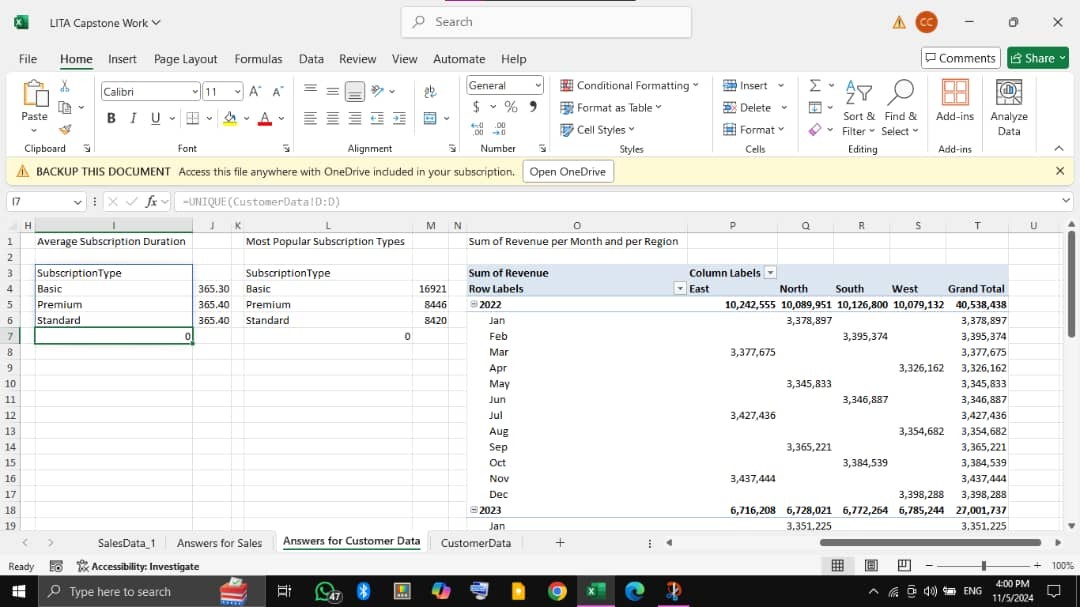 LITA Capstone Work
Search
CC
File Home Insert Page Layout Formulas Data Review View Automate Help
Comments Share
Paste
Calibri 11
B I U
General
$ % 9
Conditional Formatting
Format as Table
Cell Styles
Insert
Delete
Format
Sort & Filter
Find & Select
Add-ins
Analyze Data
Clipboard Font Alignment Number Styles Cells Editing Add-ins
BACKUP THIS DOCUMENT Access this file anywhere with OneDrive included in your subscription. Open OneDrive
I7 fx =UNIQUE(CustomerData!D:D)
H I J K L M N O P Q R S T U
1 Average Subscription Duration Most Popular Subscription Types Sum of Revenue per Month and per Region
2
3 SubscriptionType SubscriptionType Sum of Revenue Column Labels
4 Basic 365.30 Basic 16921 Row Labels East North South West Grand Total
5 Premium 365.40 Premium 8446 2022 10,242,555 10,089,951 10,126,800 10,079,132 40,538,438
6 Standard 365.40 Standard 8420 Jan 3,378,897 3,378,897
7 0 0 Feb 3,395,374 3,395,374
8 Mar 3,377,675 3,377,675
9 Apr 3,326,162 3,326,162
10 May 3,345,833 3,345,833
11 Jun 3,346,887 3,346,887
12 Jul 3,427,436 3,427,436
13 Aug 3,354,682 3,354,682
14 Sep 3,365,221 3,365,221
15 Oct 3,384,539 3,384,539
16 Nov 3,437,444 3,437,444
17 Dec 3,398,288 3,398,288
18 2023 6,716,208 6,728,021 6,772,264 6,785,244 27,001,737
19 Jan 3,351,225 3,351,225
SalesData_1 Answers for Sales Answers for Customer Data CustomerData
Ready Accessibility: Investigate 100%
Type here to search
47
ENG
4:00 PM
11/5/2024